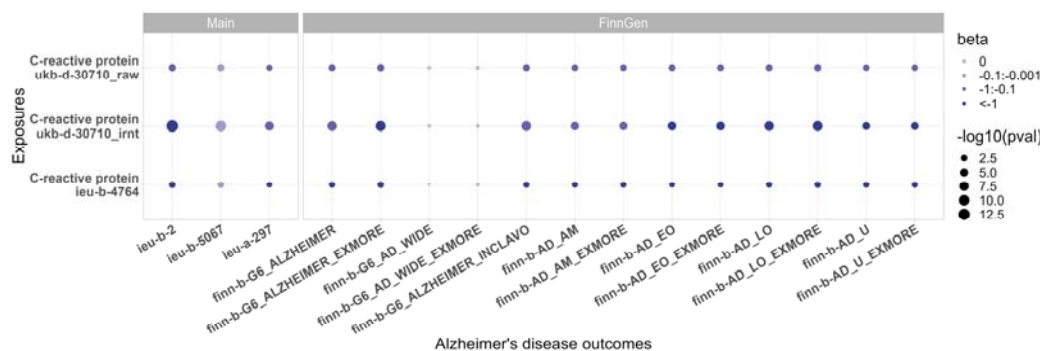 Main
FinnGen
Exposures
C-reactive protein
ukb-d-30710_raw
C-reactive protein
ukb-d-30710_irnt
C-reactive protein
ieu-b-4764
beta
0
-0.1:-0.001
-1:-0.1
<-1
-log10(pval)
2.5
5.0
7.5
10.0
12.5
ieu-b-2
ieu-b-5067
ieu-a-297
finn-b-G6_ALZHEIMER
finn-b-G6_ALZHEIMER_EXMORE
finn-b-G6_AD_WIDE
finn-b-G6_AD_WIDE_EXMORE
finn-b-G6_ALZHEIMER_INCLAVO
finn-b-AD_AM
finn-b-AD_AM_EXMORE
finn-b-AD_EO
finn-b-AD_EO_EXMORE
finn-b-AD_LO
finn-b-AD_LO_EXMORE
finn-b-AD_U
finn-b-AD_U_EXMORE
Alzheimer's disease outcomes